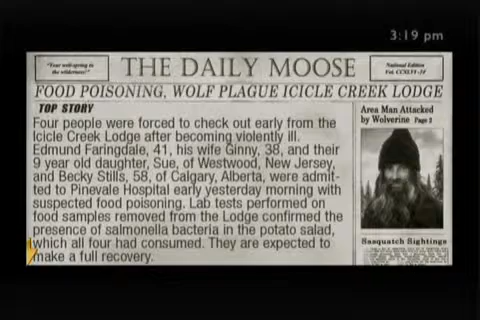 3:19 pm
"Your well-spring in
the wilderness!"
THE DAILY MOOSE
National Edition
FOOD POISONING, WOLF PLAGUE ICICLE CREEK LODGE
TOP STORY
Four people were forced to check out early from the
Icicle Creek Lodge after becoming violently ill.
Edmund Faringdale, 41, his wife Ginny, 38, and their
9 year old daughter, Sue, of Westwood, New Jersey,
and Becky Stills, 58, of Calgary, Alberta, were admit-
ted to Pinevale Hospital early yesterday morning with
suspected food poisoning. Lab tests performed on
food samples removed from the Lodge confirmed the
presence of salmonella bacteria in the potato salad,
which all four had consumed. They are expected to
make a full recovery.
Area Man Attacked
by Wolverine Page 2
Sasquatch Sightings